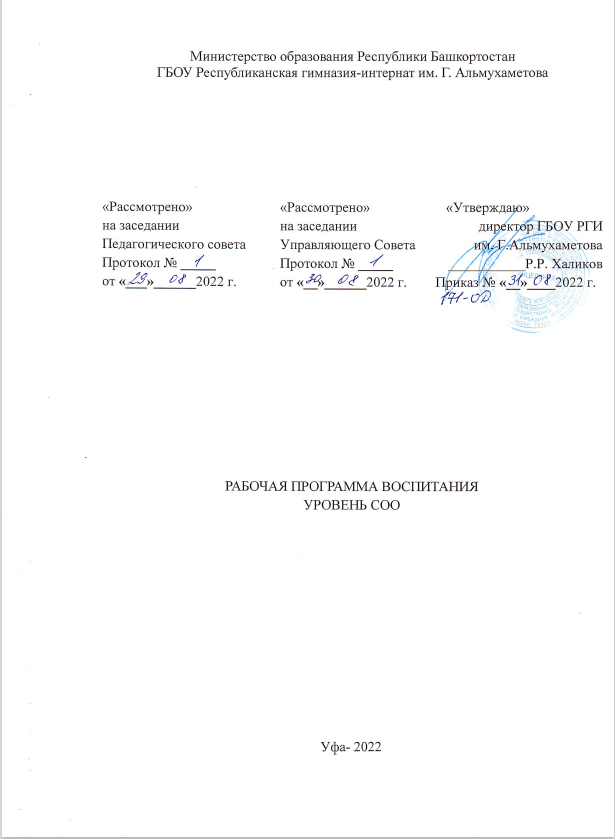 Министерство образования Республики Башкортостан
ГБОУ Республиканская гимназия-интернат им. Г. Альмухаметова
«Рассмотрено»
на заседании
Педагогического совета
Протокол № 1
от «29» 08 2022 г.
«Рассмотрено»
на заседании
Управляющего Совета
Протокол № 1
от «30» 08 2022 г.
«Утверждаю»
директор ГБОУ РГИ
им. Г. Альмухаметова
Р.Р. Халиков
Приказ № «31» 08 2022 г.
171-ОД
РАБОЧАЯ ПРОГРАММА ВОСПИТАНИЯ
УРОВЕНЬ СОО
Уфа- 2022